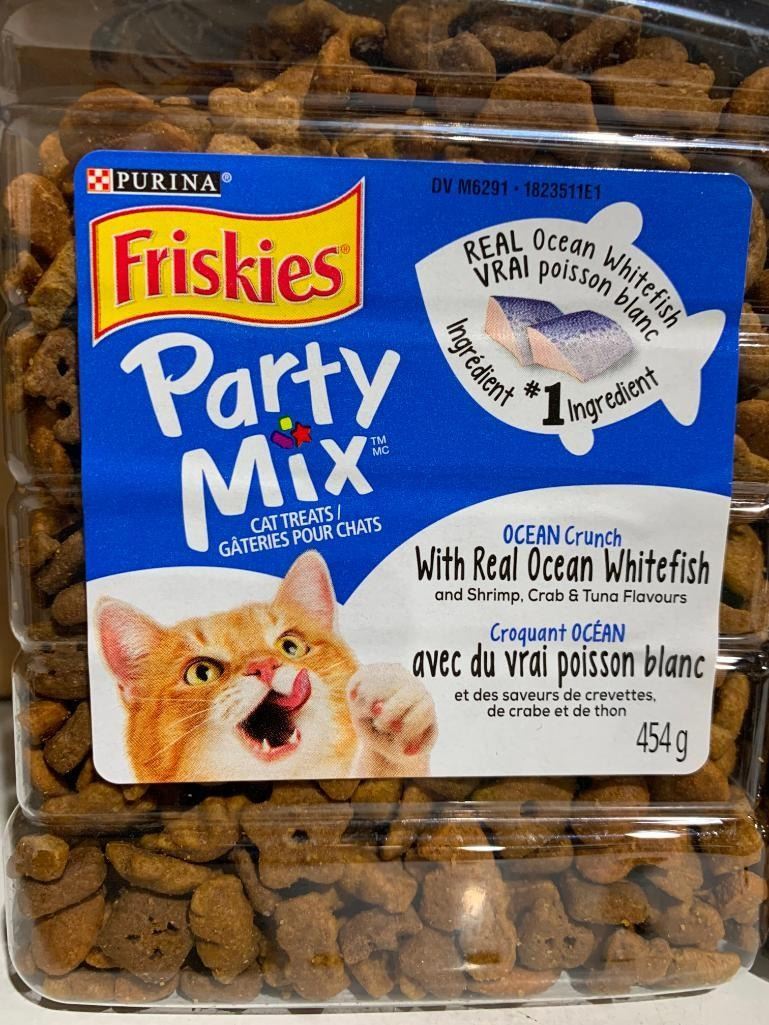 PURINA®
DV M6291 • 1823511E1
Friskies®
REAL Ocean Whitefish
VRAI poisson blanc
Ingrédient #1 Ingredient
Party
Mix TM MC
CAT TREATS /
GÂTERIES POUR CHATS
OCEAN Crunch
With Real Ocean Whitefish
and Shrimp, Crab & Tuna Flavours
Croquant OCÉAN
avec du vrai poisson blanc
et des saveurs de crevettes,
de crabe et de thon
454 g